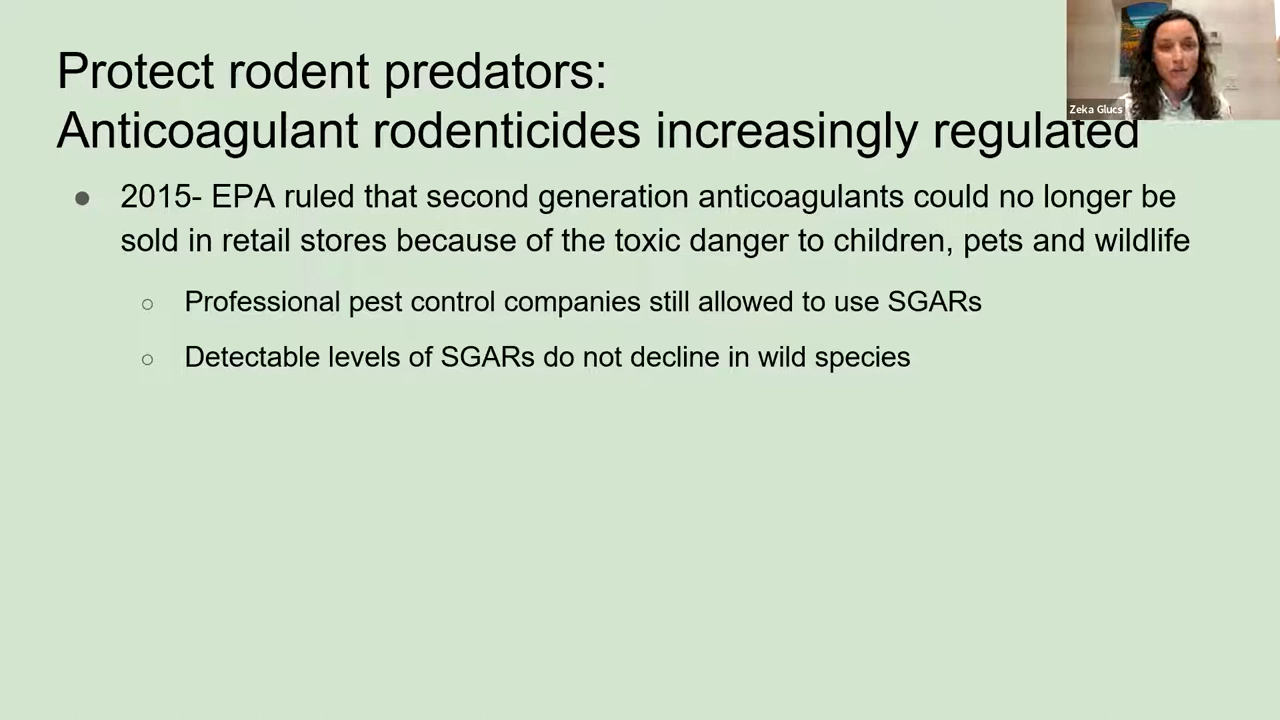 Protect rodent predators:
Anticoagulant rodenticides increasingly regulated
Zeka Glucs
● 2015- EPA ruled that second generation anticoagulants could no longer be
sold in retail stores because of the toxic danger to children, pets and wildlife
○ Professional pest control companies still allowed to use SGARs
○ Detectable levels of SGARs do not decline in wild species